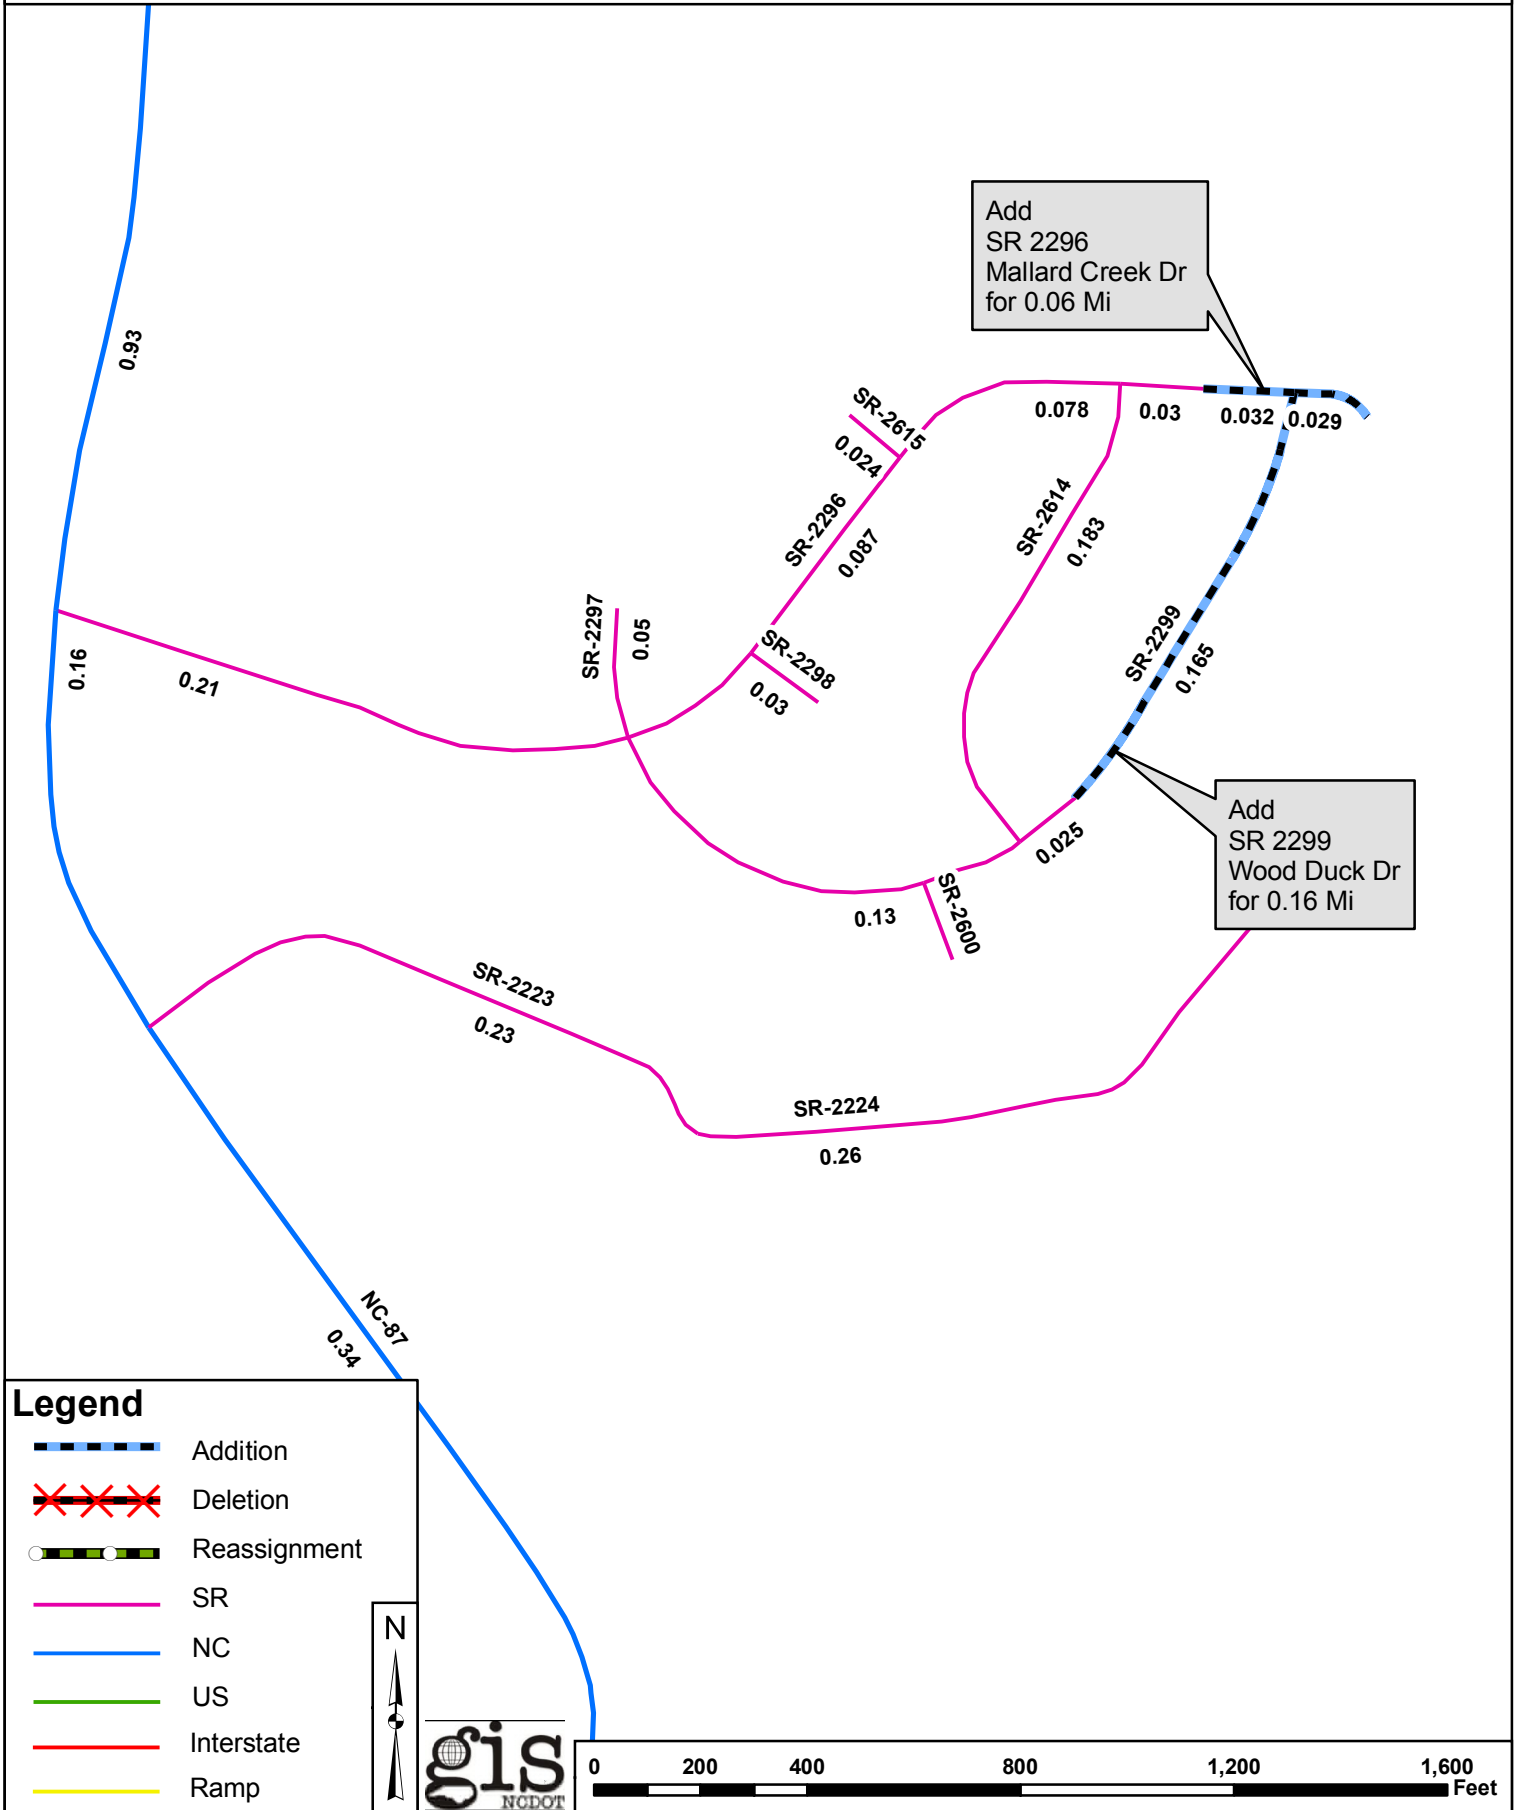 Add
SR 2296
Mallard Creek Dr
for 0.06 Mi
0.93
SR-2615
0.024
0.078
0.03
0.032
0.029
SR-2296
0.087
SR-2614
0.183
SR-2297
0.05
SR-2298
0.03
SR-2299
0.165
0.16
0.21
Add
SR 2299
Wood Duck Dr
for 0.16 Mi
0.025
0.13
SR-2600
SR-2223
0.23
SR-2224
0.26
NC-87
0.34
Legend
Addition
Deletion
Reassignment
SR
NC
US
Interstate
Ramp
N
gis
NCDOT
0 200 400 800 1,200 1,600
Feet